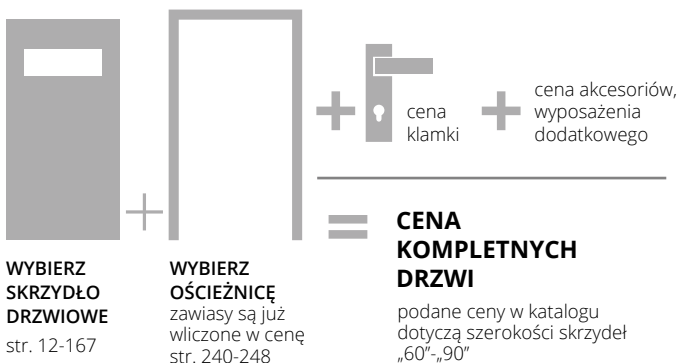 WYBIERZ
SKRZYDŁO
DRZWIOWE
str. 12-167
WYBIERZ
OŚCIEŻNICĘ
zawiasy są już
wliczone w cenę
str. 240-248
cena
klamki
cena akcesoriów,
wyposażenia
dodatkowego
CENA
KOMPLETNYCH
DRZWI
podane ceny w katalogu
dotyczą szerokości skrzydeł
„60”-„90”